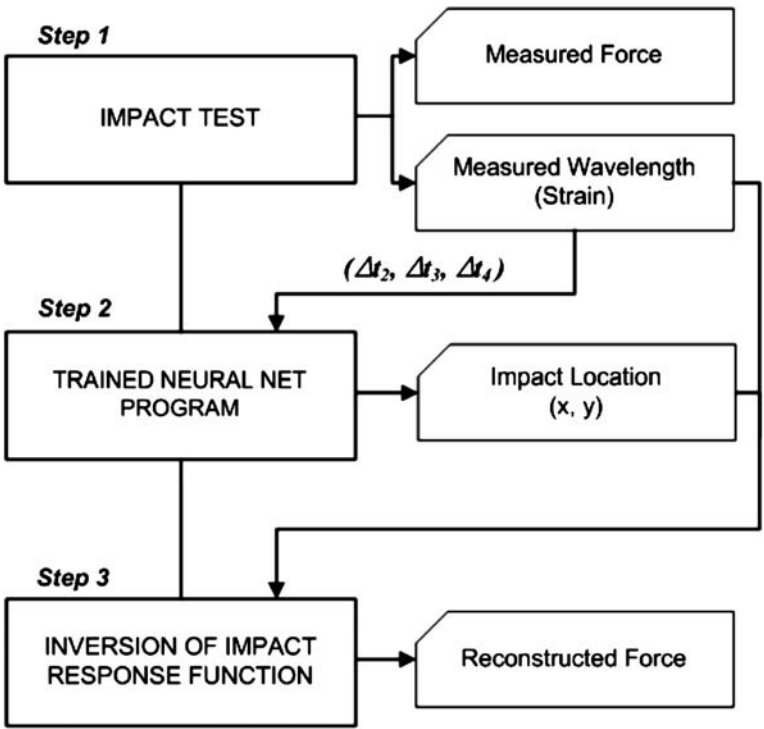 Step 1
IMPACT TEST
Measured Force
Measured Wavelength
(Strain)
(Δt₂, Δt₃, Δt₄)
Step 2
TRAINED NEURAL NET
PROGRAM
Impact Location
(x, y)
Step 3
INVERSION OF IMPACT
RESPONSE FUNCTION
Reconstructed Force